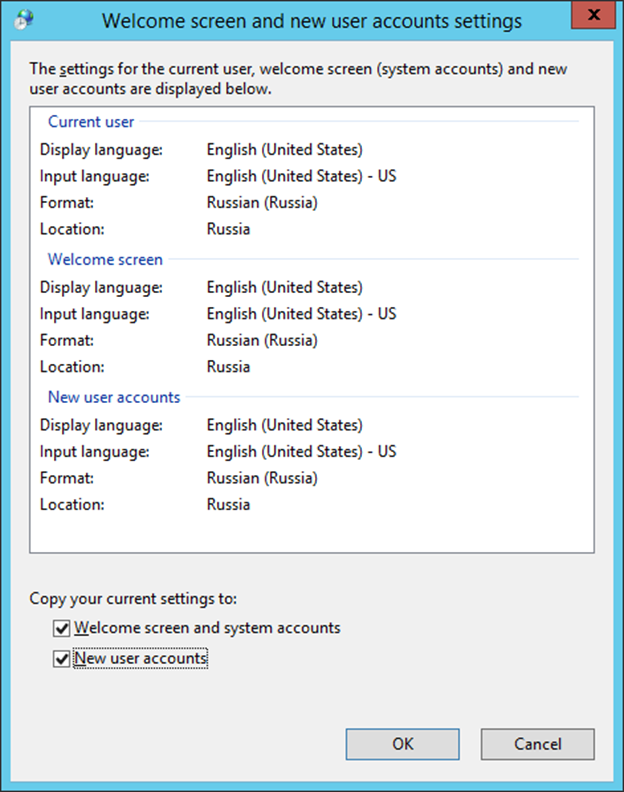 Welcome screen and new user accounts settings
The settings for the current user, welcome screen (system accounts) and new
user accounts are displayed below.
Current user
Display language: English (United States)
Input language: English (United States) - US
Format: Russian (Russia)
Location: Russia
Welcome screen
Display language: English (United States)
Input language: English (United States) - US
Format: Russian (Russia)
Location: Russia
New user accounts
Display language: English (United States)
Input language: English (United States) - US
Format: Russian (Russia)
Location: Russia
Copy your current settings to:
Welcome screen and system accounts
New user accounts
OK Cancel